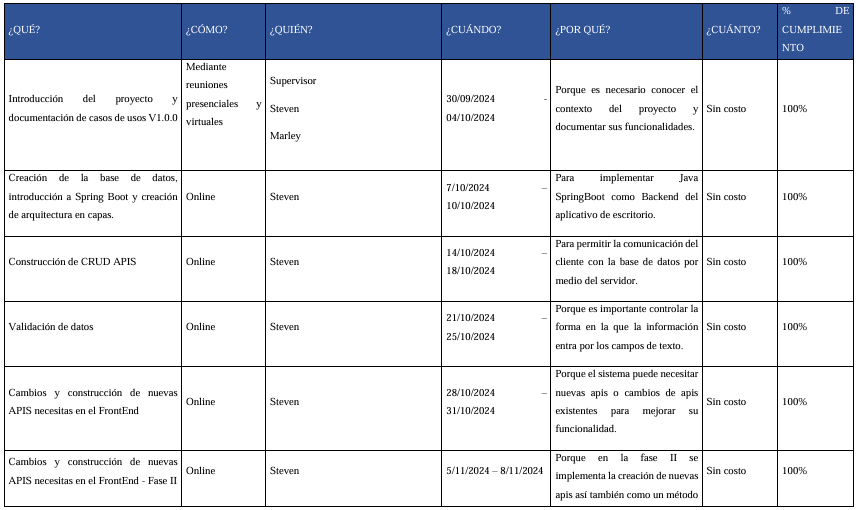 ¿QUÉ?
¿CÓMO?
¿QUIÉN?
¿CUÁNDO?
¿POR QUÉ?
¿CUÁNTO?
% DE
CUMPLIMIE
NTO
Introducción del proyecto y
documentación de casos de usos V1.0.0
Mediante
reuniones
presenciales y
virtuales
Supervisor
Steven
Marley
30/09/2024 -
04/10/2024
Porque es necesario conocer el
contexto del proyecto y
documentar sus funcionalidades.
Sin costo
100%
Creación de la base de datos,
introducción a Spring Boot y creación
de arquitectura en capas.
Online
Steven
7/10/2024 –
10/10/2024
Para implementar Java
SpringBoot como Backend del
aplicativo de escritorio.
Sin costo
100%
Construcción de CRUD APIS
Online
Steven
14/10/2024 –
18/10/2024
Para permitir la comunicación del
cliente con la base de datos por
medio del servidor.
Sin costo
100%
Validación de datos
Online
Steven
21/10/2024 –
25/10/2024
Porque es importante controlar la
forma en la que la información
entra por los campos de texto.
Sin costo
100%
Cambios y construcción de nuevas
APIS necesitas en el FrontEnd
Online
Steven
28/10/2024 –
31/10/2024
Porque el sistema puede necesitar
nuevas apis o cambios de apis
existentes para mejorar su
funcionalidad.
Sin costo
100%
Cambios y construcción de nuevas
APIS necesitas en el FrontEnd - Fase II
Online
Steven
5/11/2024 – 8/11/2024
Porque en la fase II se
implementa la creación de nuevas
apis así también como un método
Sin costo
100%